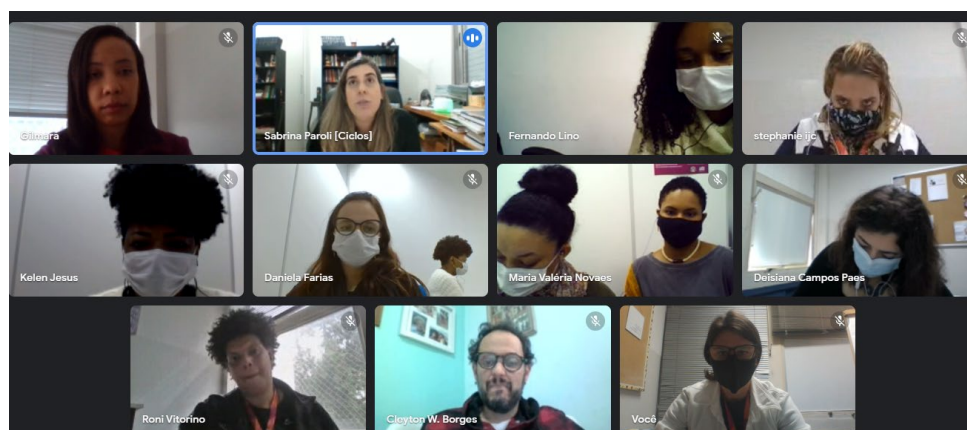 Gilmara
Sabrina Paroli [Ciclos]
Fernando Lino
stephanie ijc
Kelen Jesus
Daniela Farias
Maria Valéria Novaes
Deisiana Campos Paes
Roni Vitorino
Cleyton W. Borges
Você